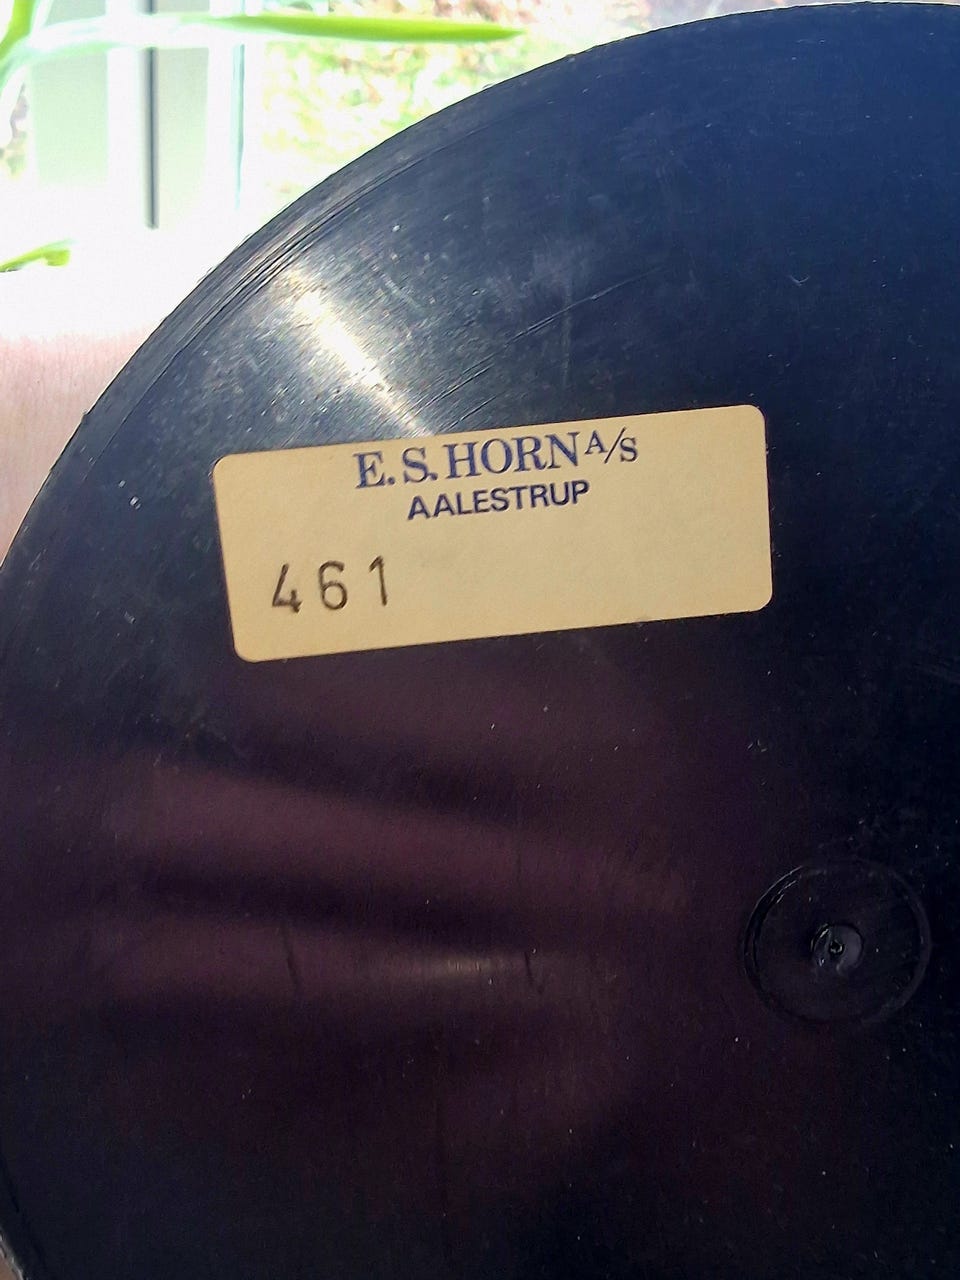 E.S. HORN A/S
AALESTRUP
461